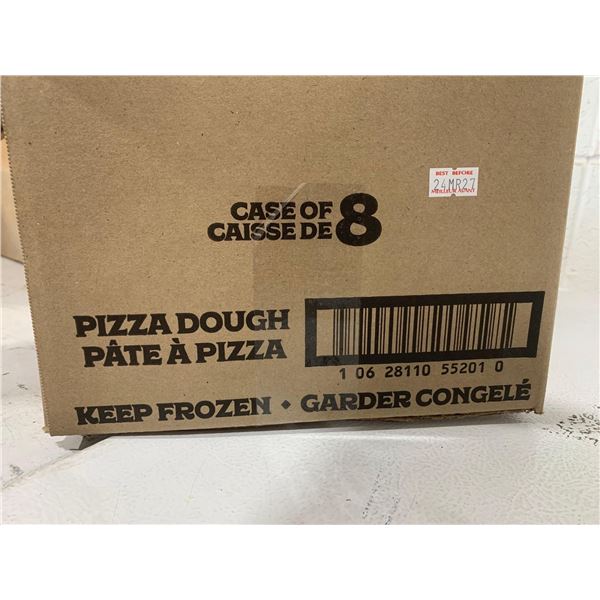 BEST BEFORE
24MR27
MEILLEUR AVANT
CASE OF
CAISSE DE 8
PIZZA DOUGH
PÂTE À PIZZA
1 06 28110 55201 0
KEEP FROZEN • GARDER CONGELÉ